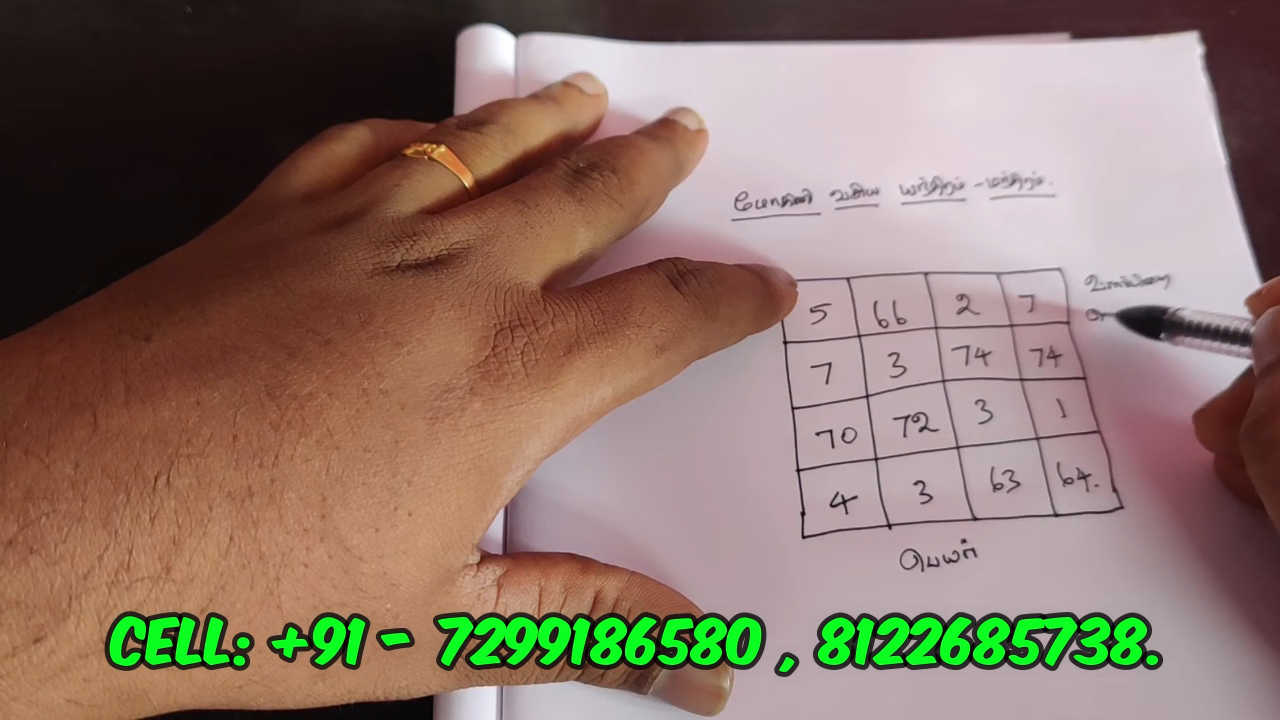 மோகினி வசிய யந்திரம் - மந்திரம்.
5 66 2 7
7 3 74 74
70 72 3 1
4 3 63 64.
பெயர்
CELL: +91 - 7299186580 , 8122685738.